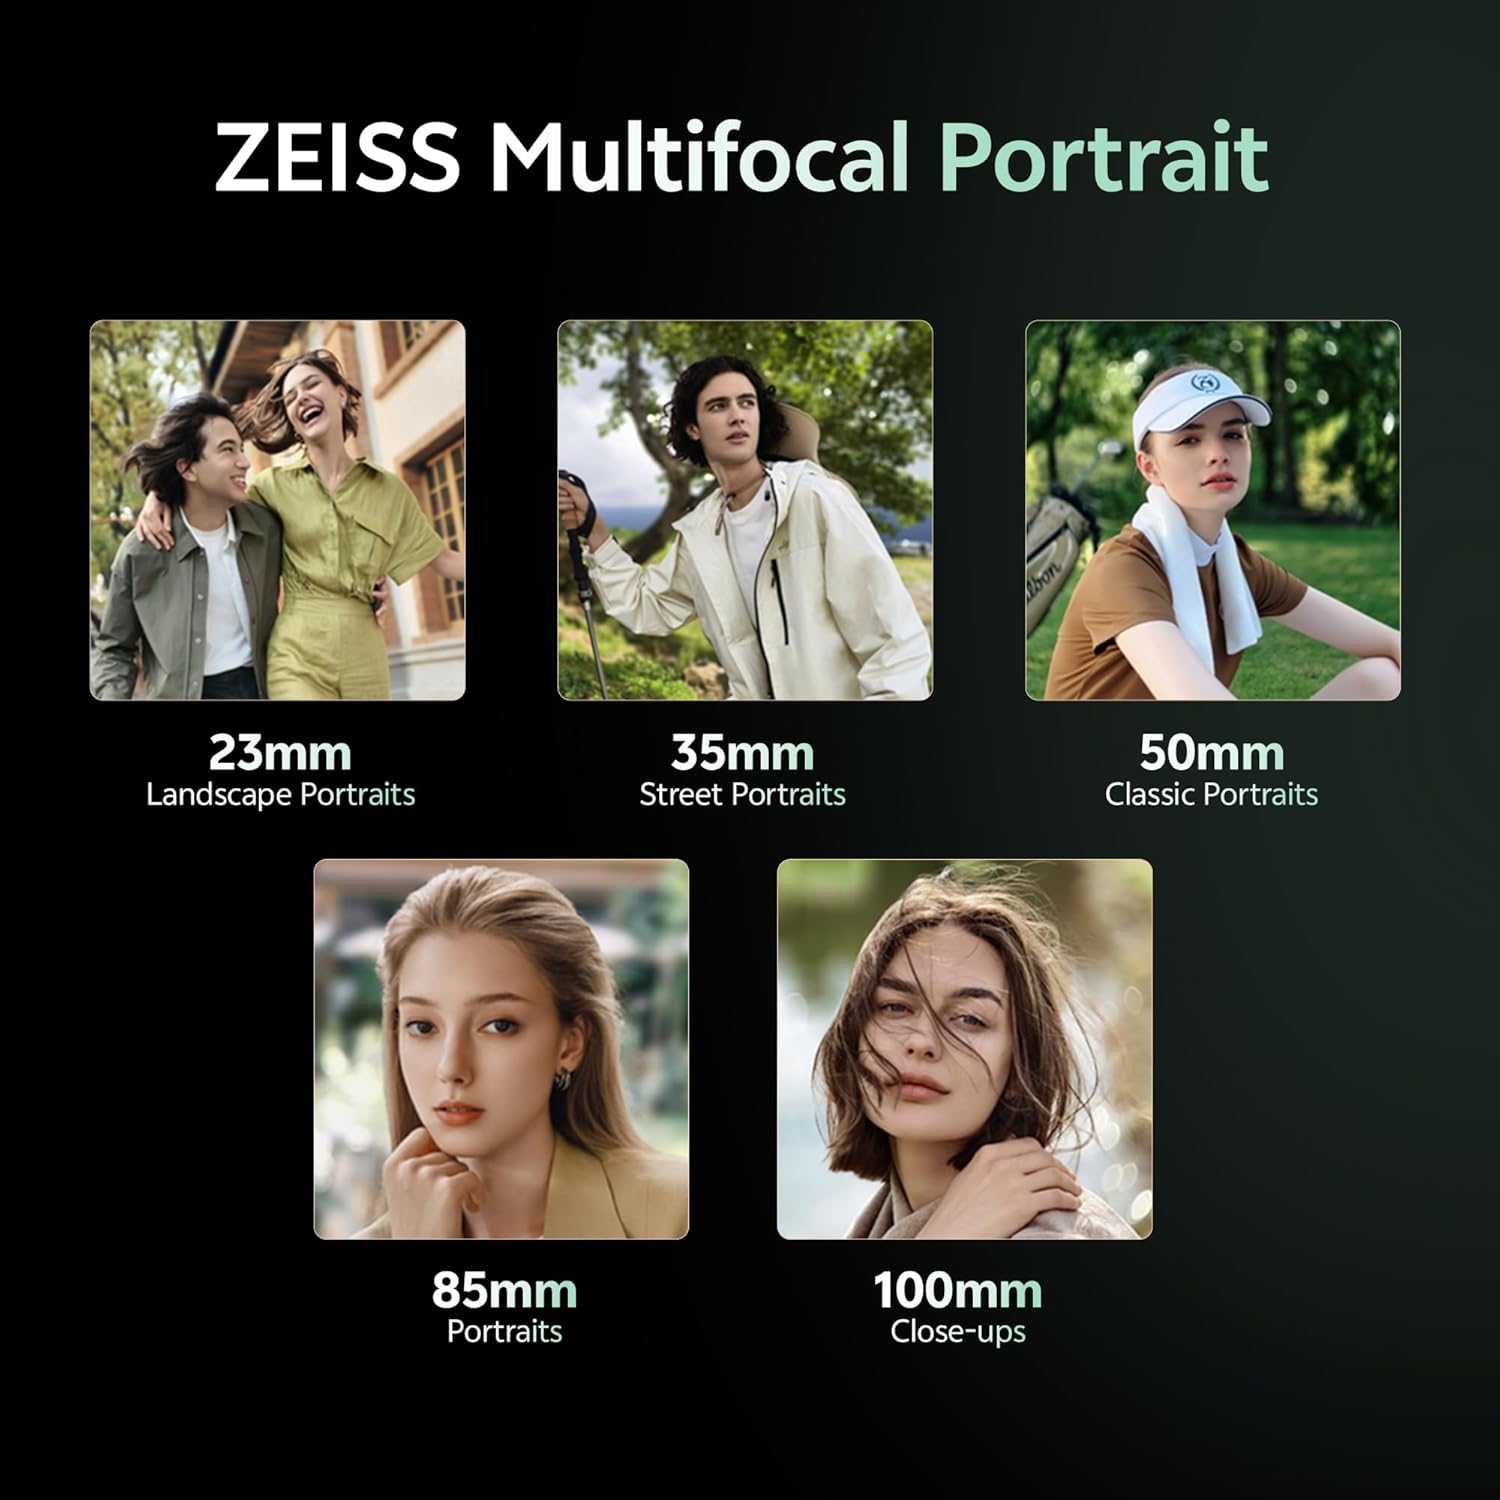 ZEISS Multifocal Portrait
23mm
Landscape Portraits
35mm
Street Portraits
50mm
Classic Portraits
85mm
Portraits
100mm
Close-ups